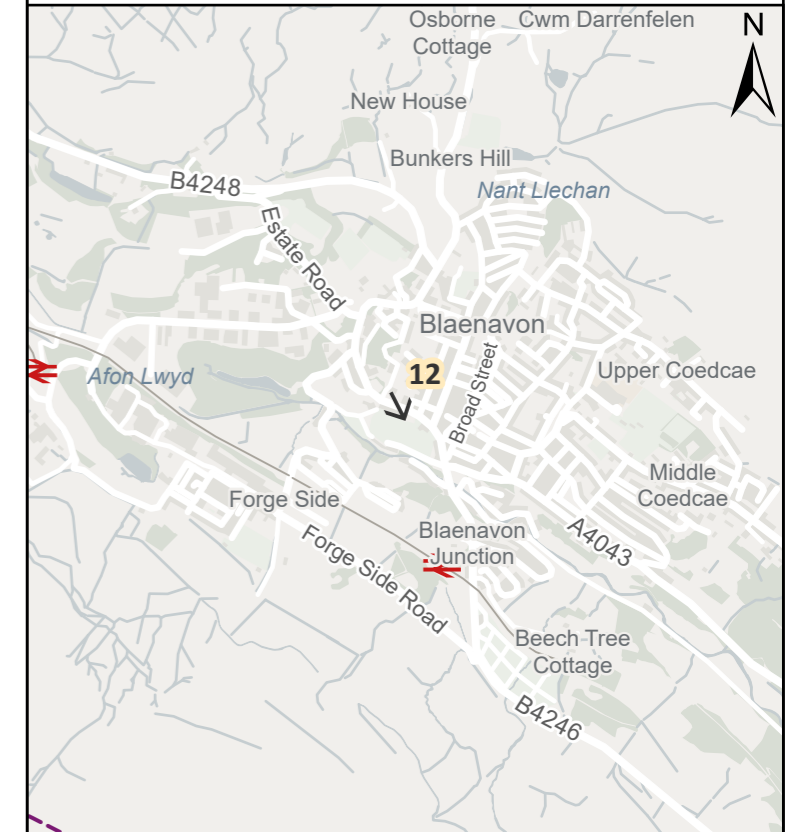 Osborne
Cottage
Cwm Darrenfelen
N
New House
Bunkers Hill
B4248
Nant Llechan
Estate Road
Blaenavon
Afon Lwyd
12
Broad Street
Upper Coedcae
Middle
Coedcae
Forge Side
Blaenavon
Junction
A4043
Forge Side Road
Beech Tree
Cottage
B4246